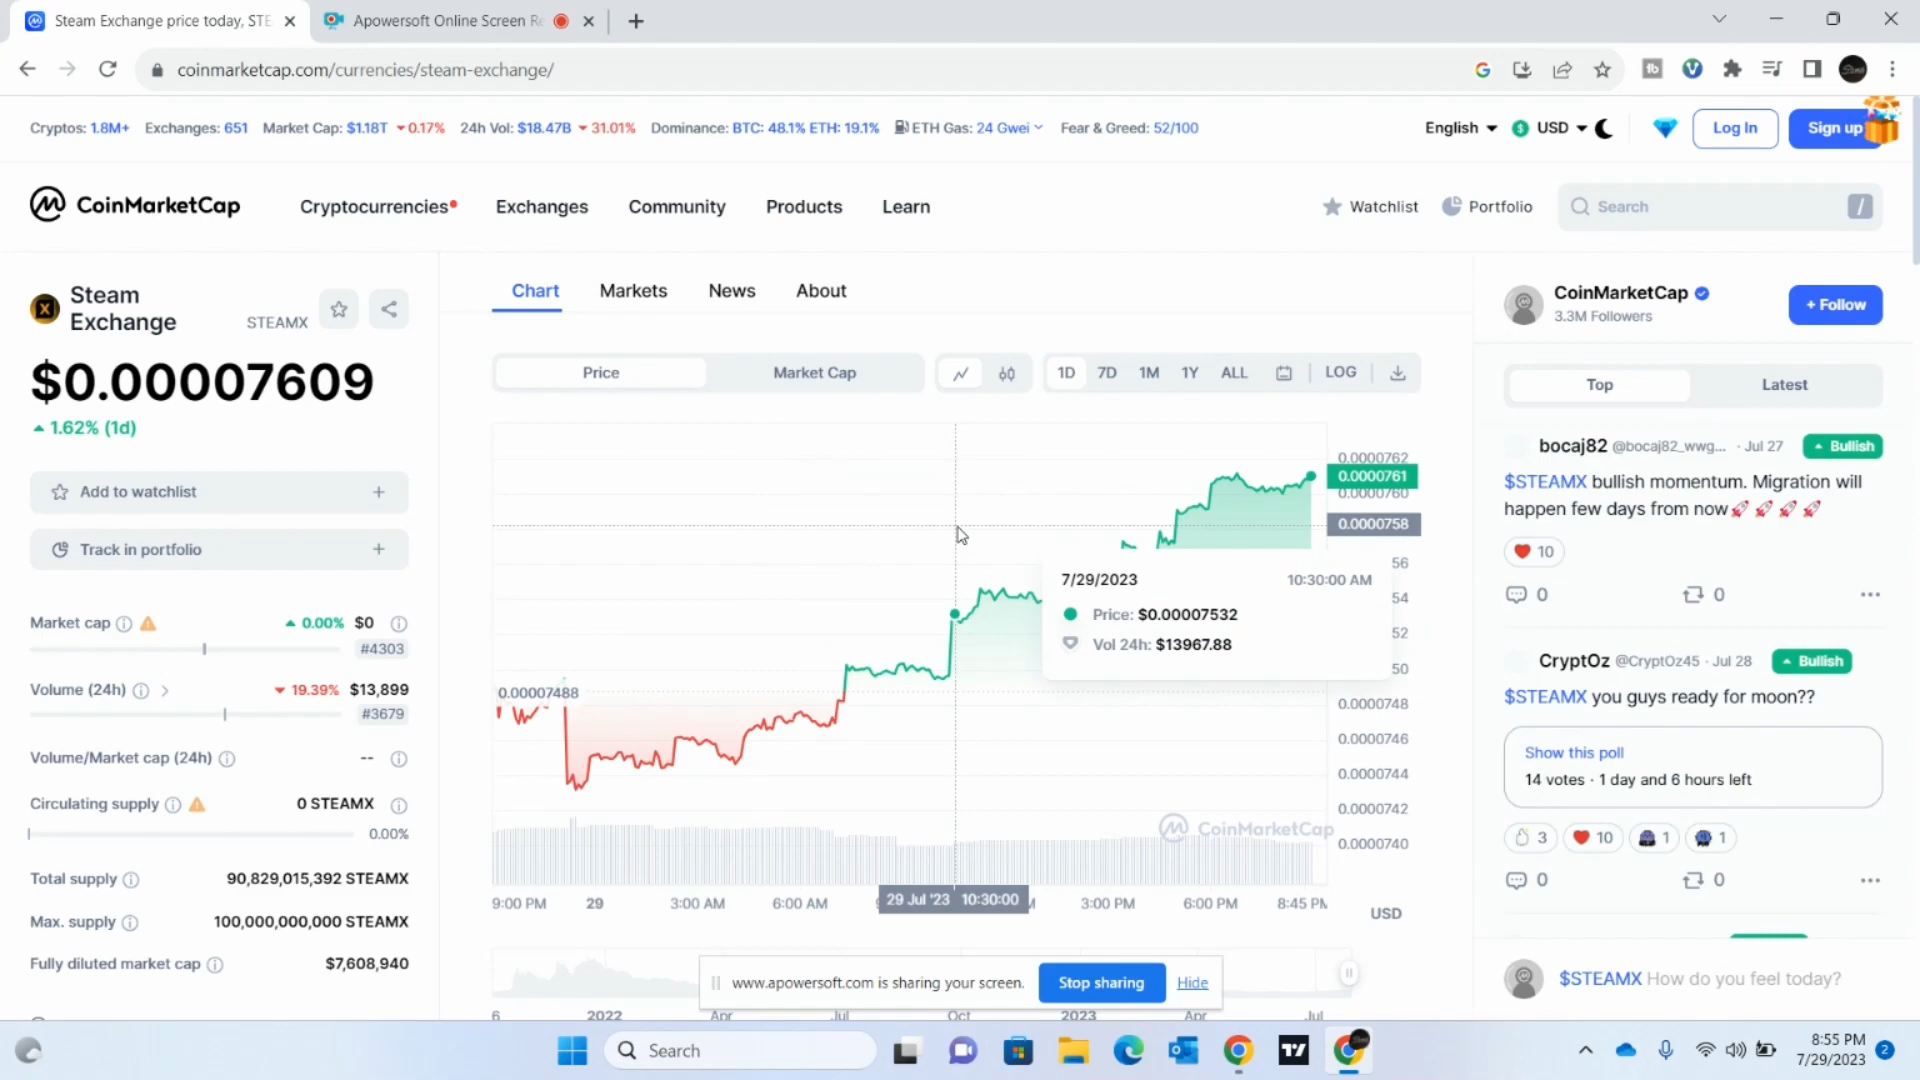 Steam Exchange price today, STE
Apowersoft Online Screen Re
coinmarketcap.com/currencies/steam-exchange/
Cryptos: 1.8M+ Exchanges: 651 Market Cap: $1.18T 0.17% 24h Vol: $18.47B 31.01% Dominance: BTC: 48.1% ETH: 19.1% ETH Gas: 24 Gwei Fear & Greed: 52/100
English USD Log In Sign up
CoinMarketCap Cryptocurrencies Exchanges Community Products Learn
Watchlist Portfolio Search /
Steam
Exchange STEAMX
$0.00007609
1.62% (1d)
Add to watchlist +
Track in portfolio +
Market cap 0.00% $0
#4303
Volume (24h) 19.39% $13,899
#3679
Volume/Market cap (24h) --
Circulating supply 0 STEAMX
0.00%
Total supply 90,829,015,392 STEAMX
Max. supply 100,000,000,000 STEAMX
Fully diluted market cap $7,608,940
Chart Markets News About
Price Market Cap 1D 7D 1M 1Y ALL LOG
0.0000762
0.0000761
0.0000760
0.0000758
56
54
52
50
0.0000748
0.0000746
0.0000744
0.0000742
0.0000740
0.00007488
7/29/2023 10:30:00 AM
Price: $0.00007532
Vol 24h: $13967.88
CoinMarketCap
9:00 PM 29 3:00 AM 6:00 AM 29 Jul '23 10:30:00 3:00 PM 6:00 PM 8:45 PM
USD
www.apowersoft.com is sharing your screen. Stop sharing Hide
6 2022 Apr Jul Oct 2023 Apr Jul
CoinMarketCap
3.3M Followers
+ Follow
Top Latest
bocaj82 @bocaj82_wwg... · Jul 27 Bullish
$STEAMX bullish momentum. Migration will
happen few days from now🚀 🚀 🚀 🚀
10
0 0
CryptOz @CryptOz45 · Jul 28 Bullish
$STEAMX you guys ready for moon??
Show this poll
14 votes · 1 day and 6 hours left
3 10 1 1
0 0
$STEAMX How do you feel today?
Search
8:55 PM
7/29/2023
2